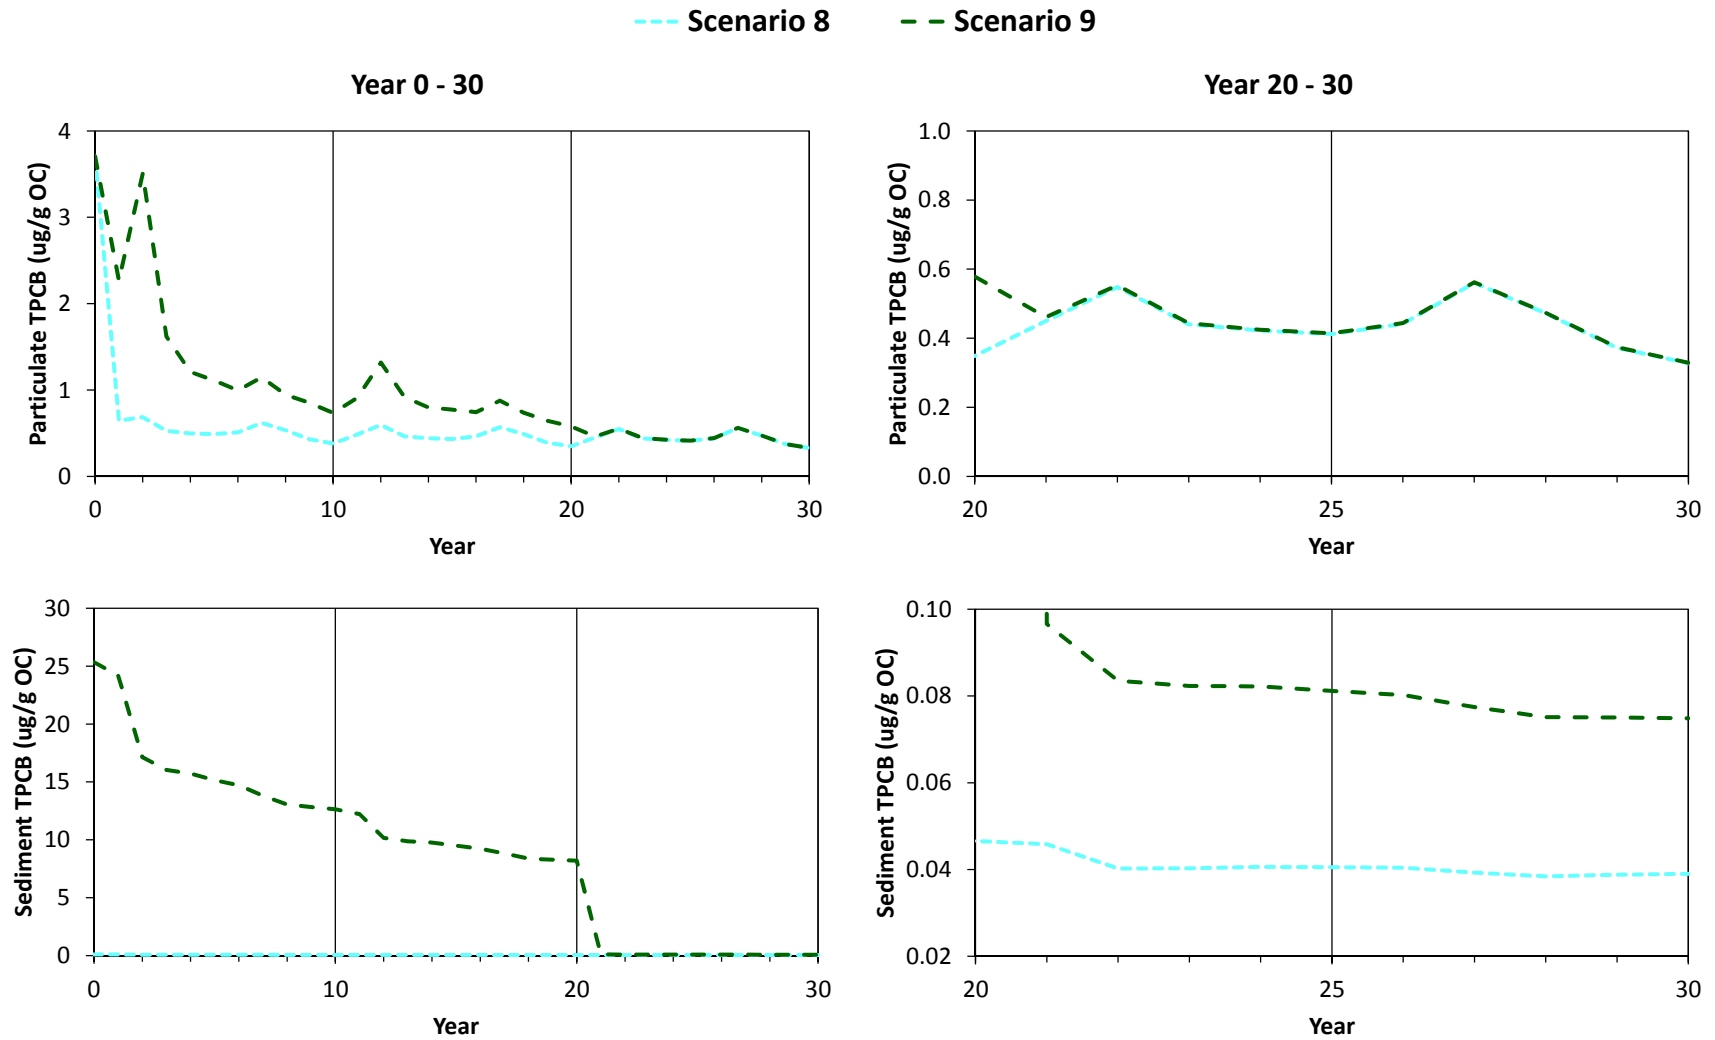 Scenario 8 Scenario 9
Year 0 - 30
Year 20 - 30
Particulate TPCB (ug/g OC)
4
3
2
1
0
0 10 20 30
Year
Particulate TPCB (ug/g OC)
1.0
0.8
0.6
0.4
0.2
0.0
20 25 30
Year
Sediment TPCB (ug/g OC)
30
25
20
15
10
5
0
0 10 20 30
Year
Sediment TPCB (ug/g OC)
0.10
0.08
0.06
0.04
0.02
20 25 30
Year